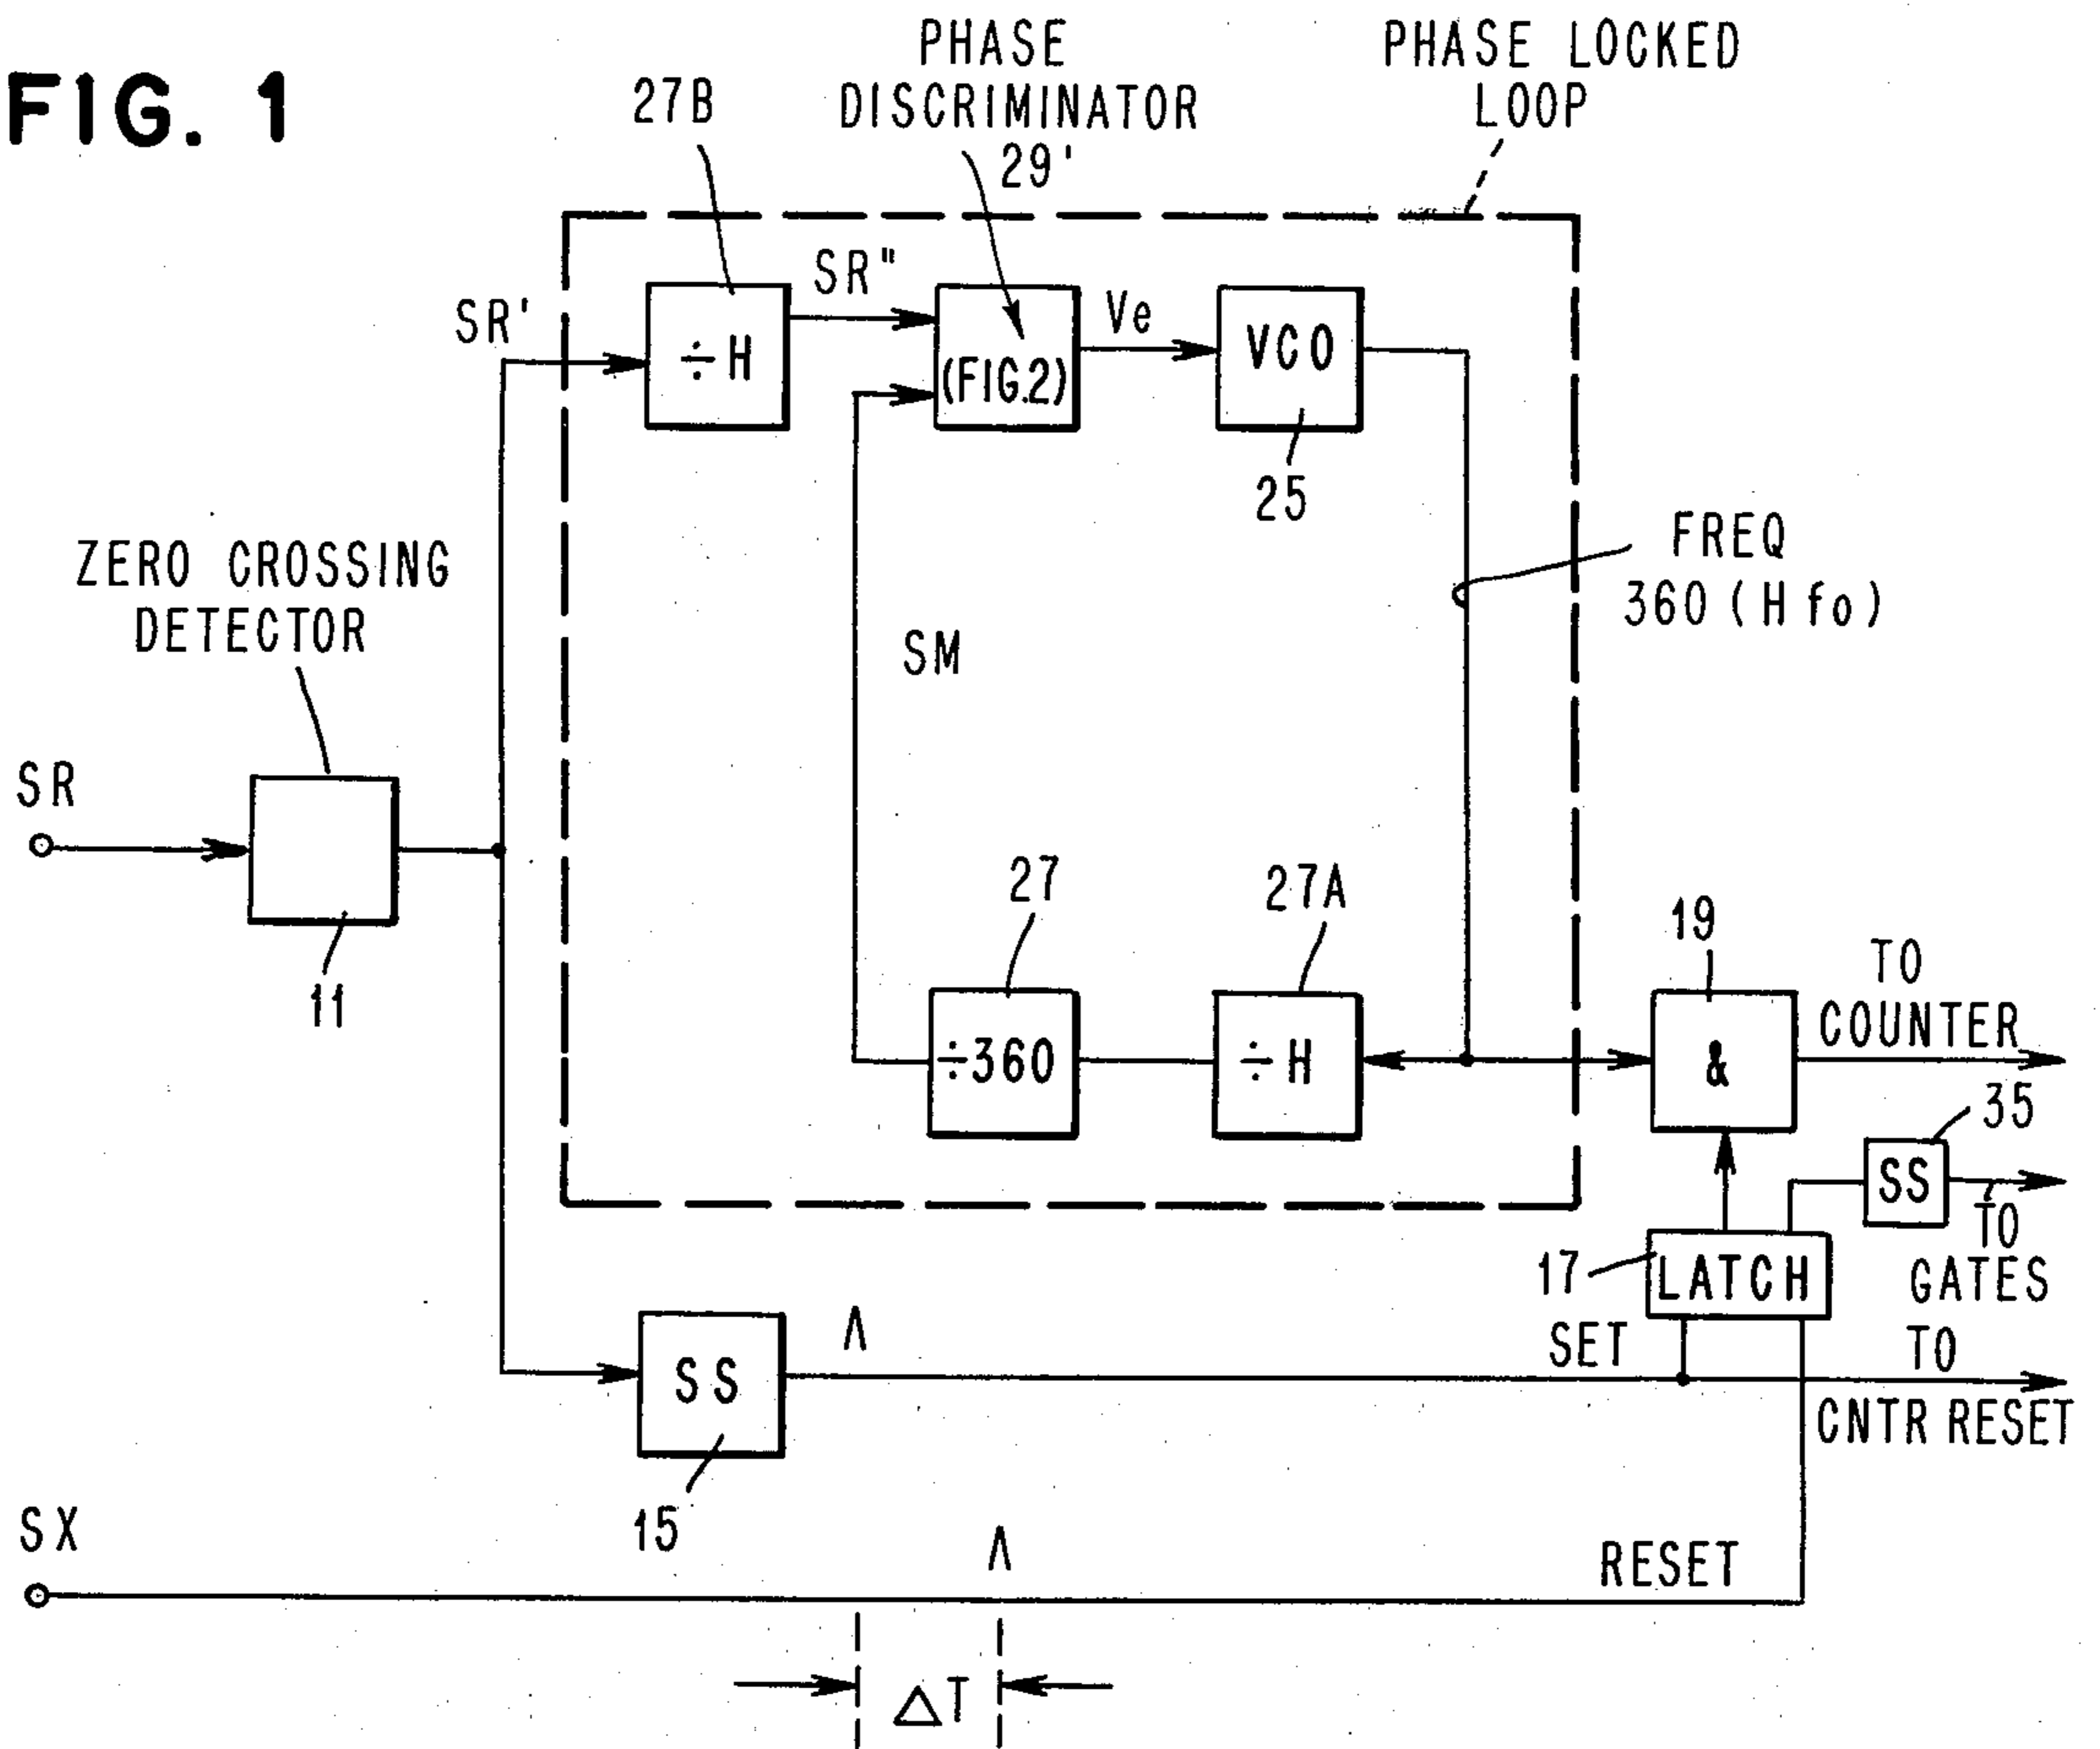 FIG. 1
PHASE
DISCRIMINATOR
29'
PHASE LOCKED
LOOP
27B
SR'
÷H
SR"
(FIG.2)
Ve
VCO
25
FREQ
360 (H fo)
SM
ZERO CROSSING
DETECTOR
SR
11
27
÷360
27A
÷H
19
&
TO
COUNTER
35
SS
TO
GATES
17
LATCH
SET
TO
CNTR RESET
SS
15
SX
RESET
ΔT